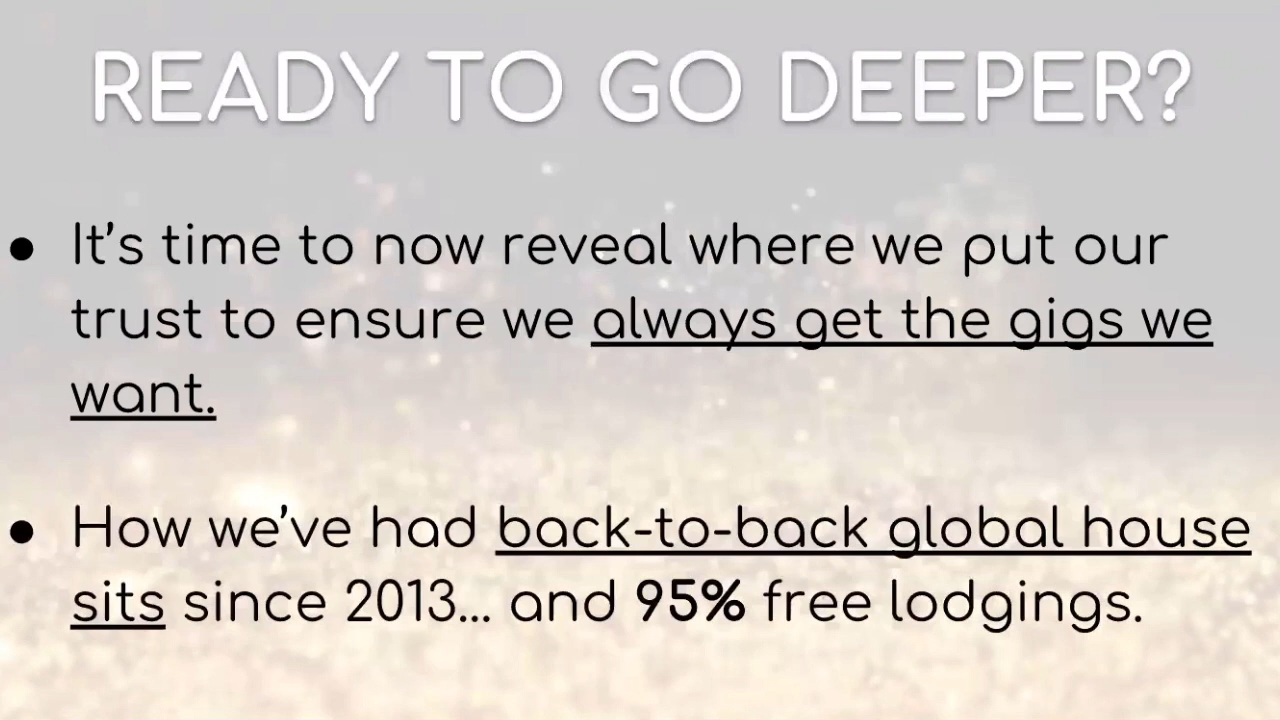 READY TO GO DEEPER?
● It's time to now reveal where we put our
trust to ensure we always get the gigs we
want.
● How we've had back-to-back global house
sits since 2013... and 95% free lodgings.